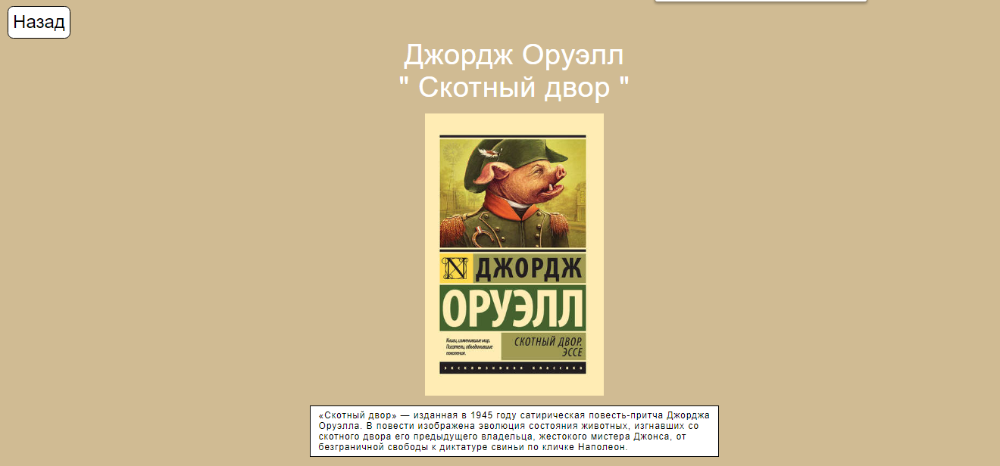 Назад
Джордж Оруэлл
" Скотный двор "
N ДЖОРДЖ
ОРУЭЛЛ
Книги, изменившие мир.
Писатели, объединившие
поколения.
СКОТНЫЙ ДВОР.
ЭССЕ
ЭКСКЛЮЗИВНАЯ КЛАССИКА
«Скотный двор» — изданная в 1945 году сатирическая повесть-притча Джорджа
Оруэлла. В повести изображена эволюция состояния животных, изгнавших со
скотного двора его предыдущего владельца, жестокого мистера Джонса, от
безграничной свободы к диктатуре свиньи по кличке Наполеон.